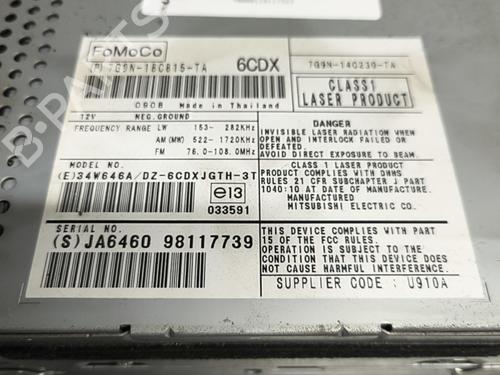 FoMoCo
7G9N-18C815-TA
6CDX
7G9N-14C230-TA
0908 Made in Thailand
CLASS1
LASER PRODUCT
12V NEG.GROUND
FREQUENCY RANGE LW 153- 282KHz
AM(MW) 522-1720KHz
FM 76.0-108.0MHz
MODEL NO.
(E)34W646A/DZ-6CDXJGTH-3T
e13
033591
SERIAL NO.
(S)JA6460 98117739
DANGER
INVISIBLE LASER RADIATION WHEN
OPEN AND INTERLOCK FAILED OR
DEFEATED.
AVOID DIRECT EXPOSURE TO BEAM.
CLASS 1 LASER PRODUCT
PRODUCT COMPLIES WITH DHHS
RULES 21 CFR SUBCHAPTER J PART
1040:10 AT DATE OF MANUFACTURE.
MANUFACTURED
MITSUBISHI ELECTRIC CO.
THIS DEVICE COMPLIES WITH PART
15 OF THE FCC RULES.
OPERATION IS SUBJECT TO THE
CONDITION THAT THIS DEVICE DOES
NOT CAUSE HARMFUL INTERFERENCE
SUPPLIER CODE : U910A
B-PARTS